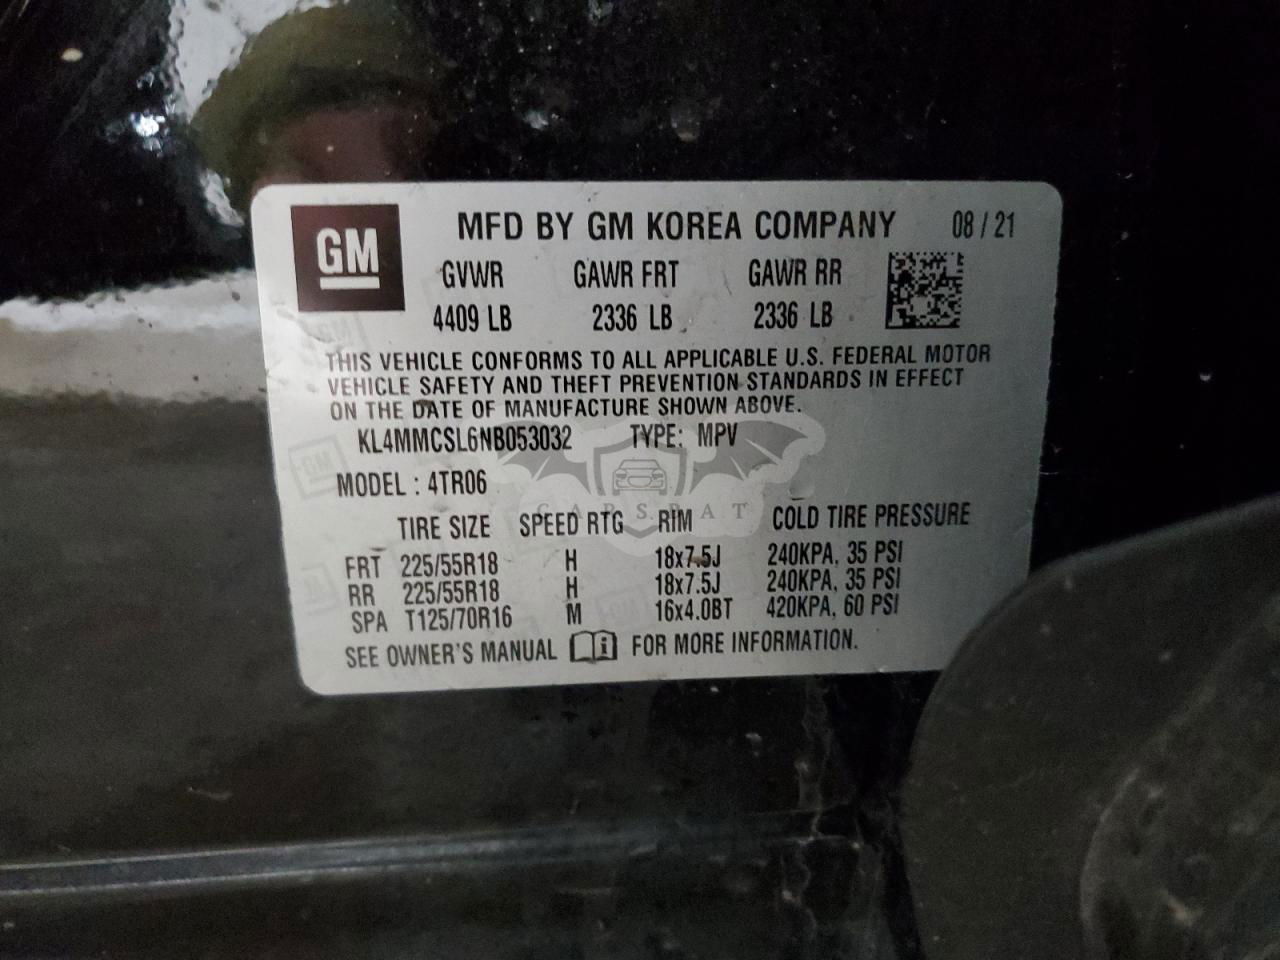 GM
MFD BY GM KOREA COMPANY 08 / 21
GVWR GAWR FRT GAWR RR
4409 LB 2336 LB 2336 LB
THIS VEHICLE CONFORMS TO ALL APPLICABLE U.S. FEDERAL MOTOR
VEHICLE SAFETY AND THEFT PREVENTION STANDARDS IN EFFECT
ON THE DATE OF MANUFACTURE SHOWN ABOVE.
KL4MMCSL6NB053032 TYPE: MPV
MODEL : 4TR06
CARSBAT
TIRE SIZE SPEED RTG RIM COLD TIRE PRESSURE
FRT 225/55R18 H 18x7.5J 240KPA, 35 PSI
RR 225/55R18 H 18x7.5J 240KPA, 35 PSI
SPA T125/70R16 M 16x4.0BT 420KPA, 60 PSI
SEE OWNER'S MANUAL i FOR MORE INFORMATION.